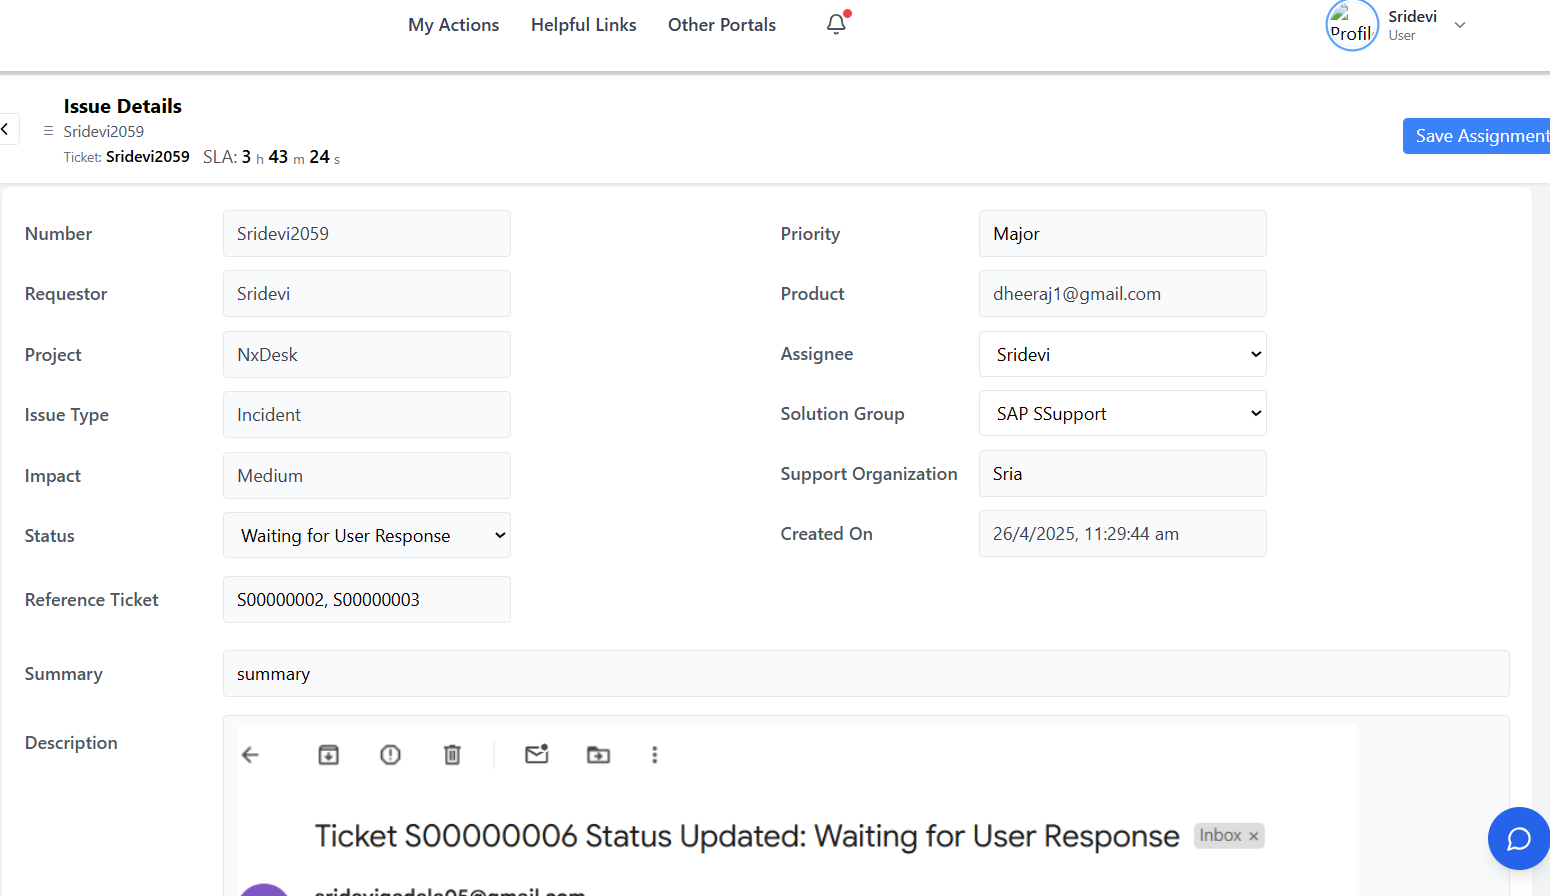 My Actions Helpful Links Other Portals
Sridevi
User
Issue Details
Sridevi2059
Ticket: Sridevi2059 SLA: 3 h 43 m 24 s
Save Assignment
Number Sridevi2059 Priority Major
Requestor Sridevi Product dheeraj1@gmail.com
Project NxDesk Assignee Sridevi
Issue Type Incident Solution Group SAP SSupport
Impact Medium Support Organization Sria
Status Waiting for User Response Created On 26/4/2025, 11:29:44 am
Reference Ticket S00000002, S00000003
Summary summary
Description
Ticket S00000006 Status Updated: Waiting for User Response Inbox ×